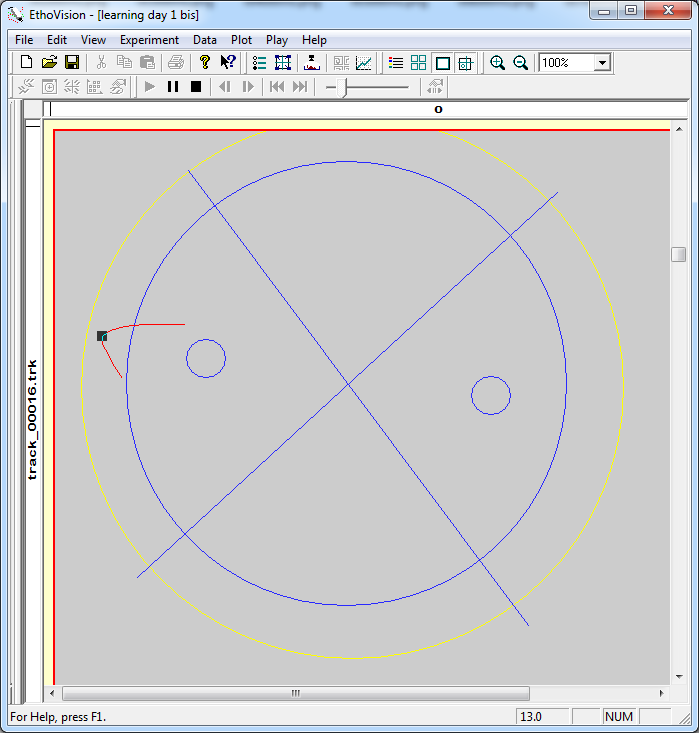 EthoVision - [learning day 1 bis]
File Edit View Experiment Data Plot Play Help
100%
O
track_00016.trk
For Help, press F1.
13.0
NUM